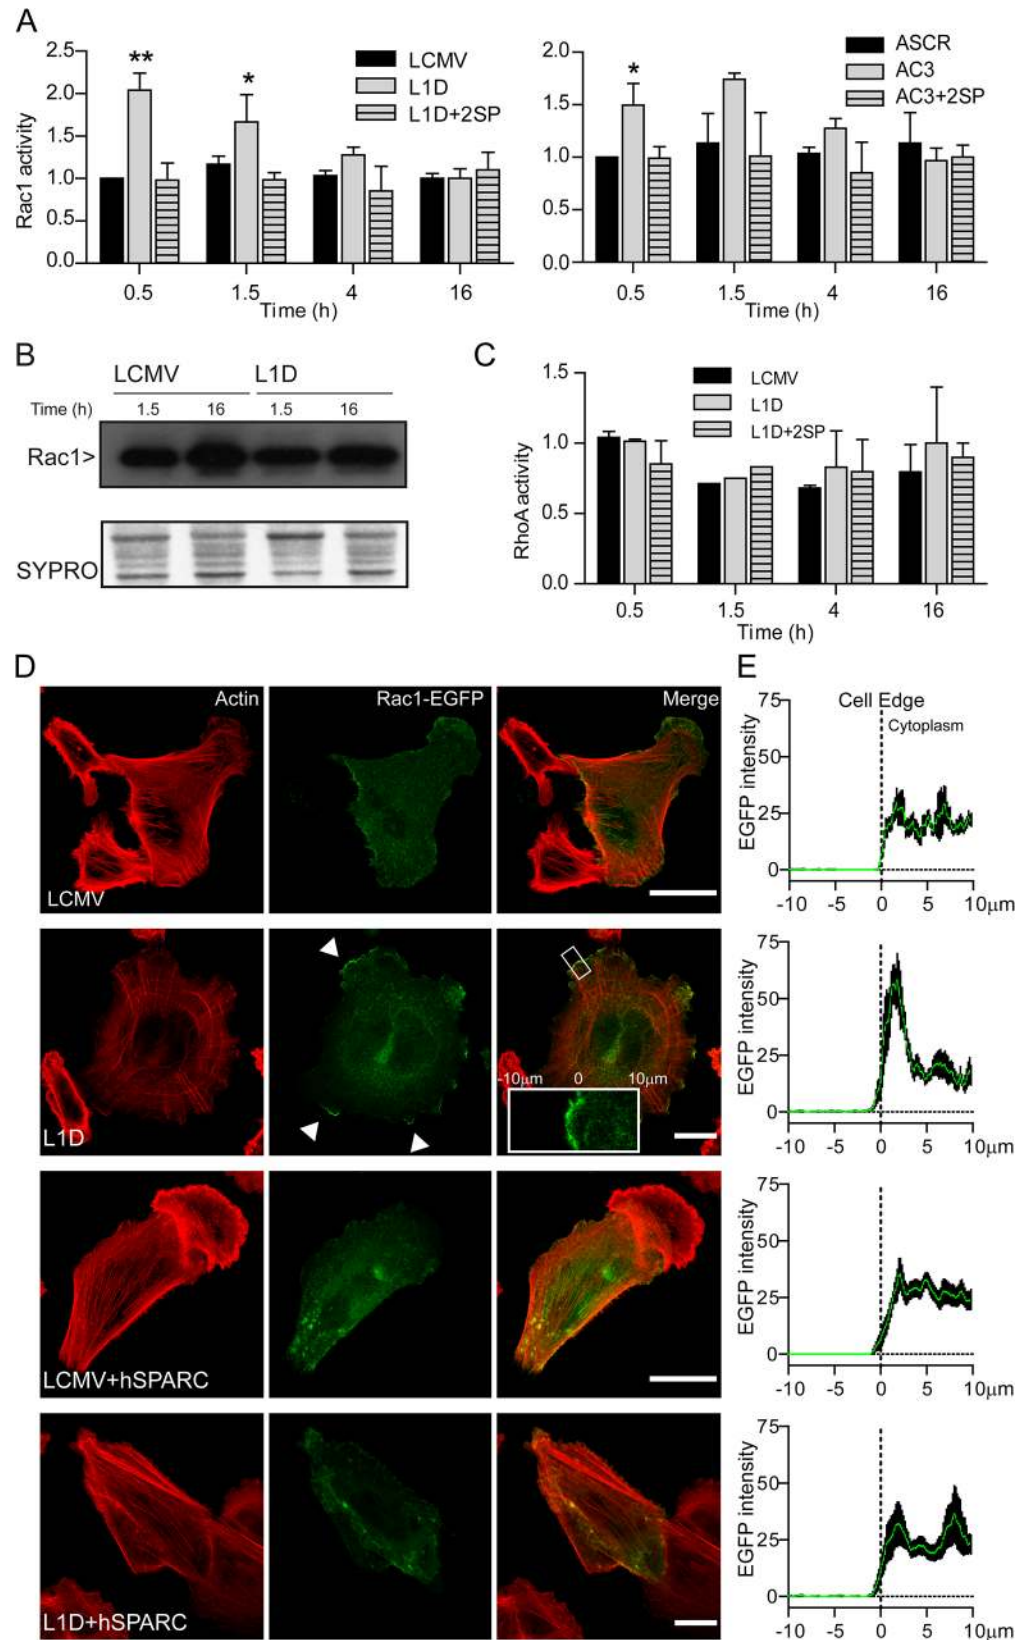 A
Rac1 activity
2.5
2.0
1.5
1.0
0.5
0.0
**
*
LCMV
L1D
L1D+2SP
0.5 1.5 4 16
Time (h)
2.0
1.5
1.0
0.5
0.0
*
ASCR
AC3
AC3+2SP
0.5 1.5 4 16
Time (h)
B
LCMV L1D
Time (h) 1.5 16 1.5 16
Rac1>
SYPRO
C
RhoA activity
1.5
1.0
0.5
0.0
LCMV
L1D
L1D+2SP
0.5 1.5 4 16
Time (h)
D
Actin Rac1-EGFP Merge
LCMV
L1D
-10μm 0 10μm
LCMV+hSPARC
L1D+hSPARC
E
Cell Edge
Cytoplasm
EGFP intensity
75
50
25
0
-10 -5 0 5 10μm
EGFP intensity
75
50
25
0
-10 -5 0 5 10μm
EGFP intensity
75
50
25
0
-10 -5 0 5 10μm
EGFP intensity
75
50
25
0
-10 -5 0 5 10μm